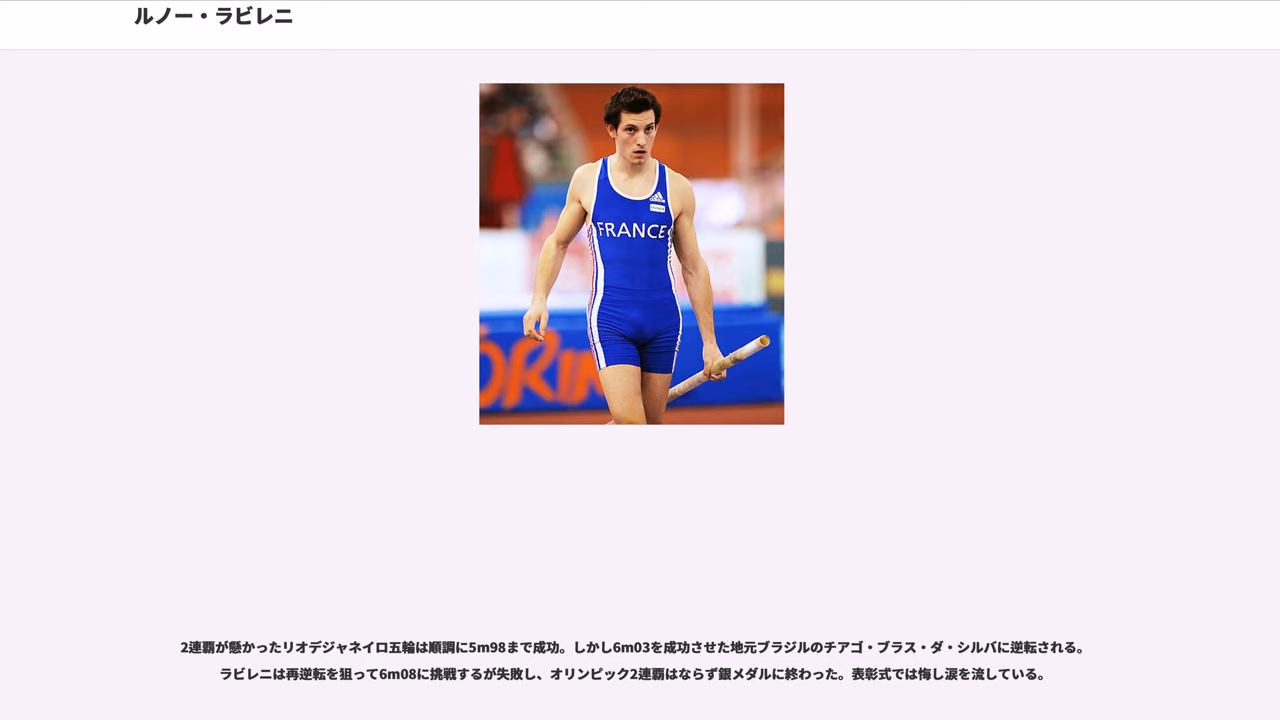 ルノー・ラビレニ
adidas
FRANCE
2連覇が懸かったリオデジャネイロ五輪は順調に5m98まで成功。しかし6m03を成功させた地元ブラジルのチアゴ・ブラス・ダ・シルバに逆転される。
ラビレニは再逆転を狙って6m08に挑戦するが失敗し、オリンピック2連覇はならず銀メダルに終わった。表彰式では悔し涙を流している。